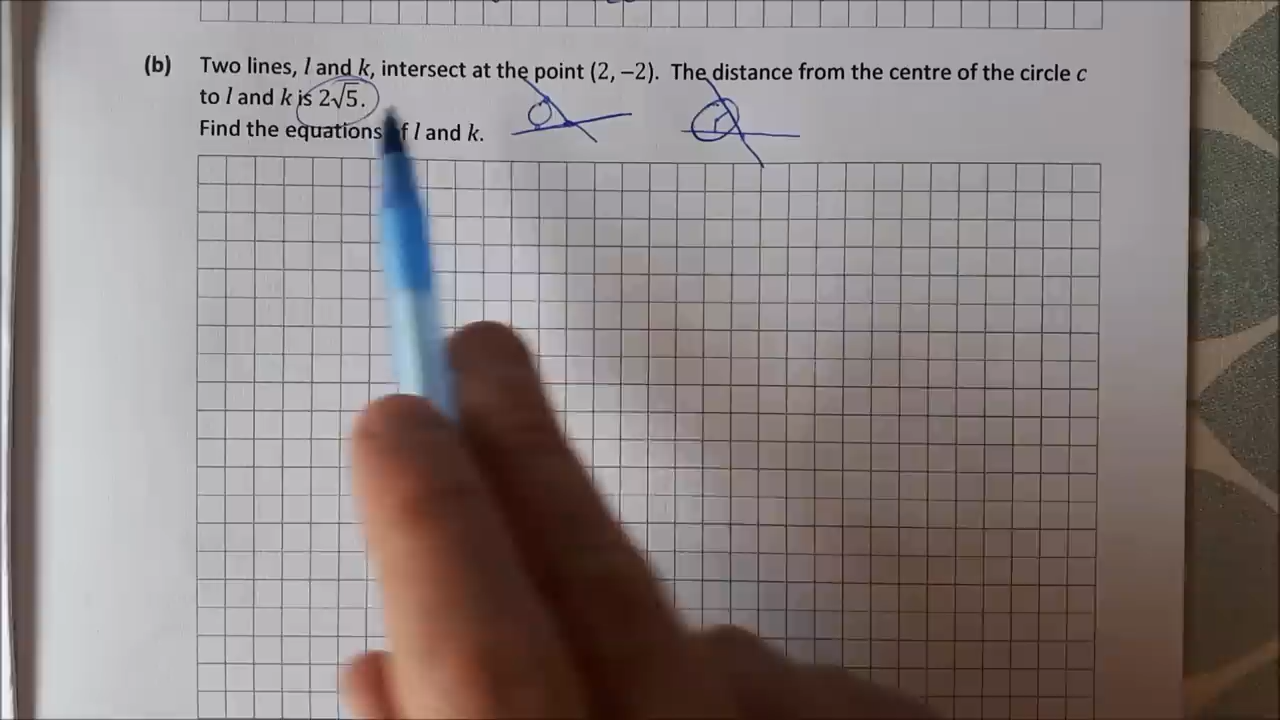 (b) Two lines, l and k, intersect at the point (2, −2). The distance from the centre of the circle c
to l and k is 2√5.
Find the equations of l and k.